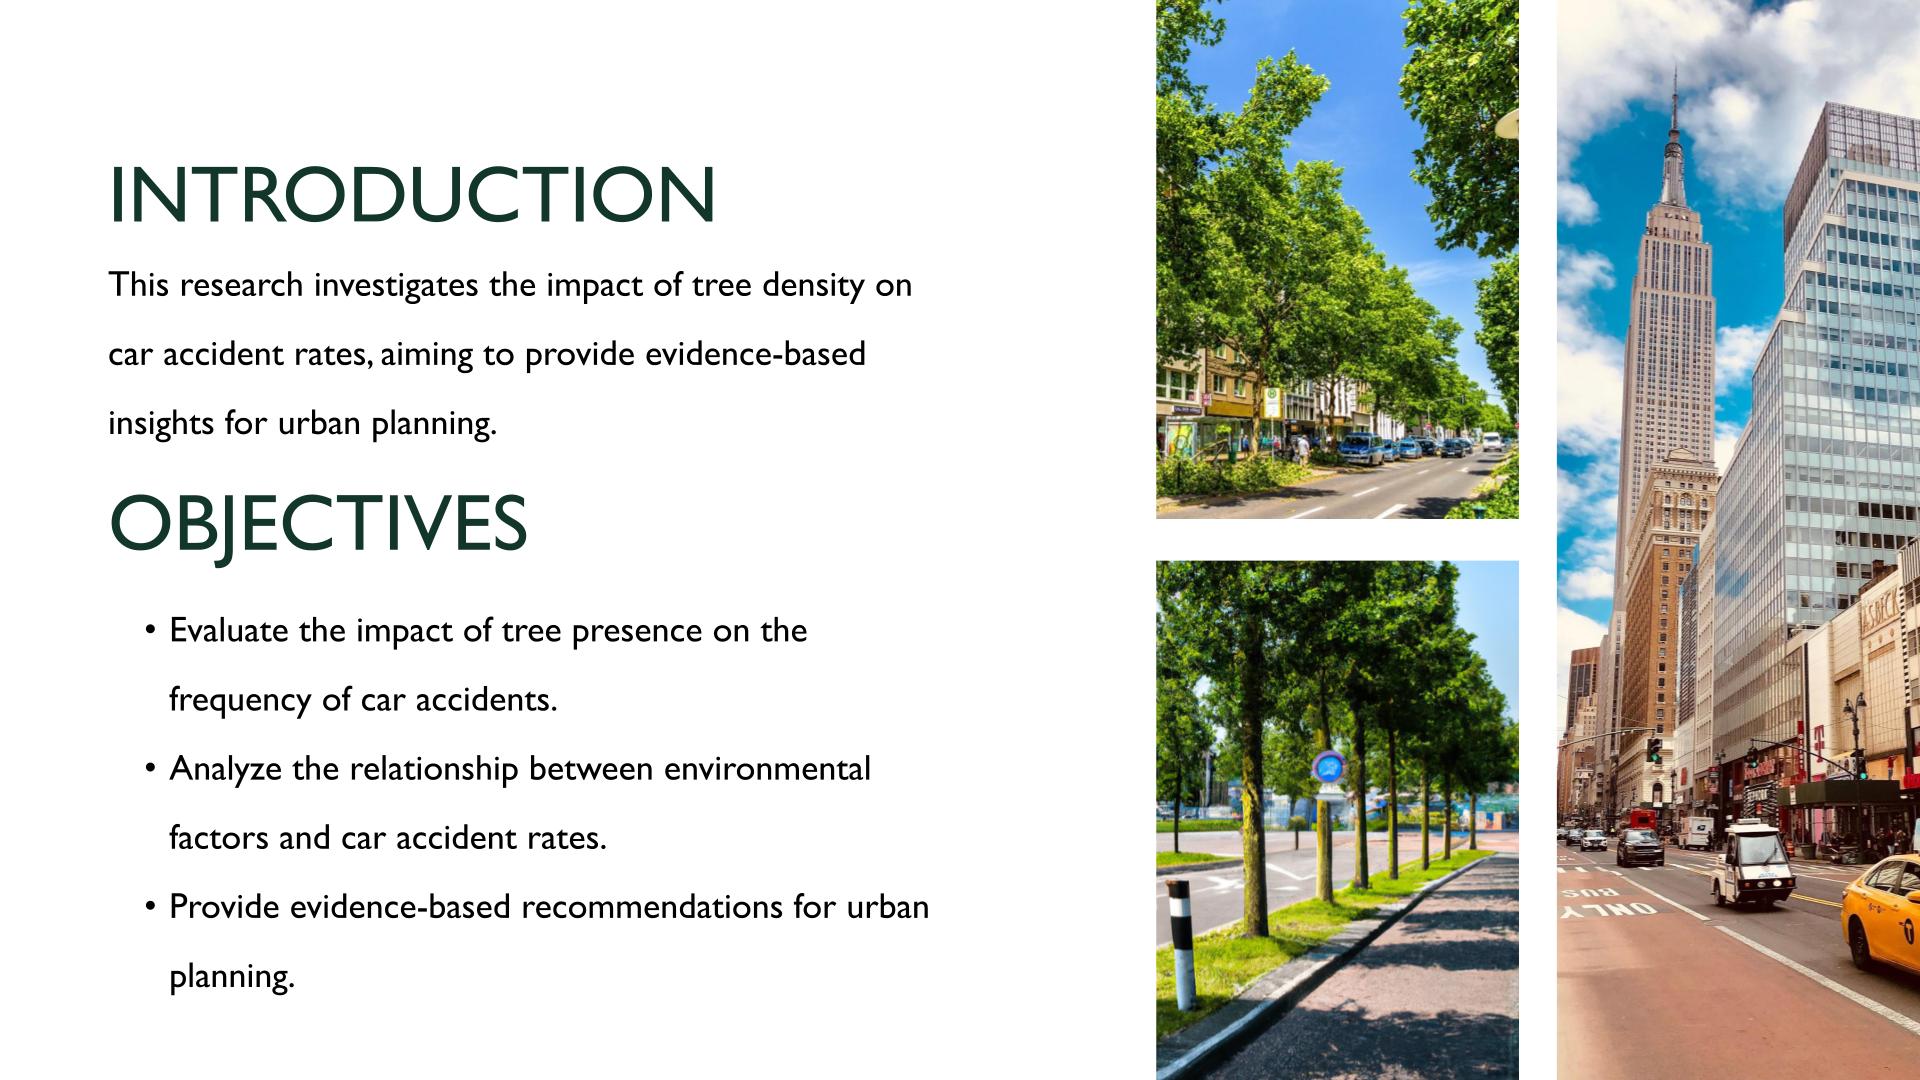 INTRODUCTION
This research investigates the impact of tree density on
car accident rates, aiming to provide evidence-based
insights for urban planning.
OBJECTIVES
• Evaluate the impact of tree presence on the
frequency of car accidents.
• Analyze the relationship between environmental
factors and car accident rates.
• Provide evidence-based recommendations for urban
planning.
BUS
ONLY